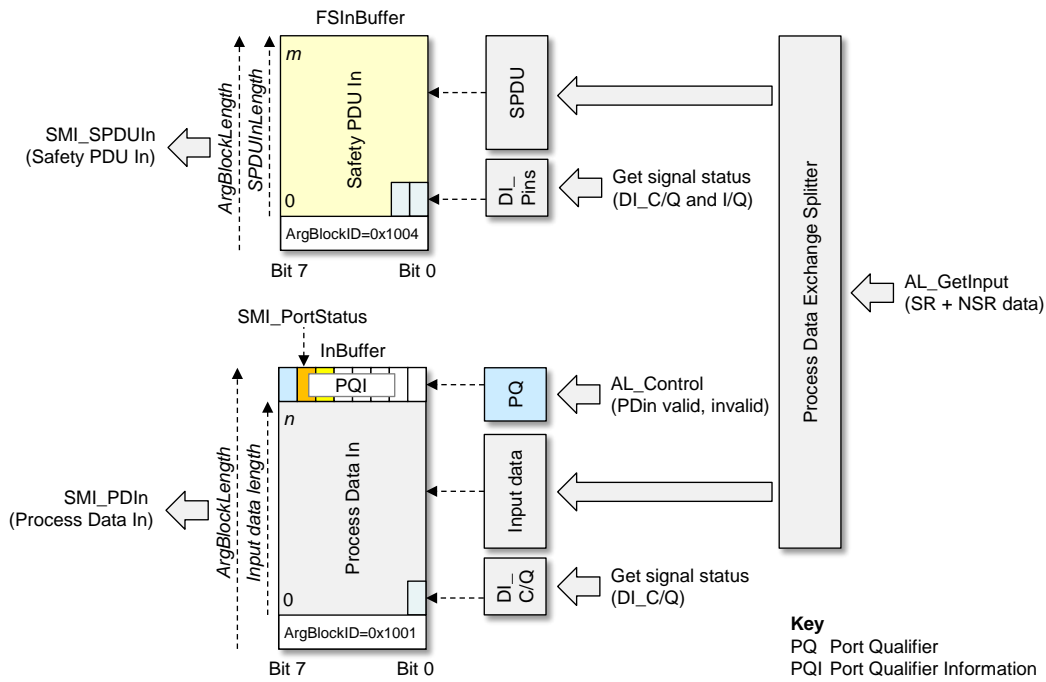 FSInBuffer
m
Safety PDU In
0
ArgBlockID=0x1004
Bit 7
Bit 0
ArgBlockLength
SPDUInLength
SMI_SPDUIn
(Safety PDU In)
SPDU
DI_
Pins
Get signal status
(DI_C/Q and I/Q)
Process Data Exchange Splitter
AL_GetInput
(SR + NSR data)
SMI_PortStatus
InBuffer
PQI
n
Process Data In
0
ArgBlockID=0x1001
Bit 7
Bit 0
ArgBlockLength
Input data length
SMI_PDIn
(Process Data In)
PQ
AL_Control
(PDin valid, invalid)
Input data
DI_
C/Q
Get signal status
(DI_C/Q)
Key
PQ Port Qualifier
PQI Port Qualifier Information